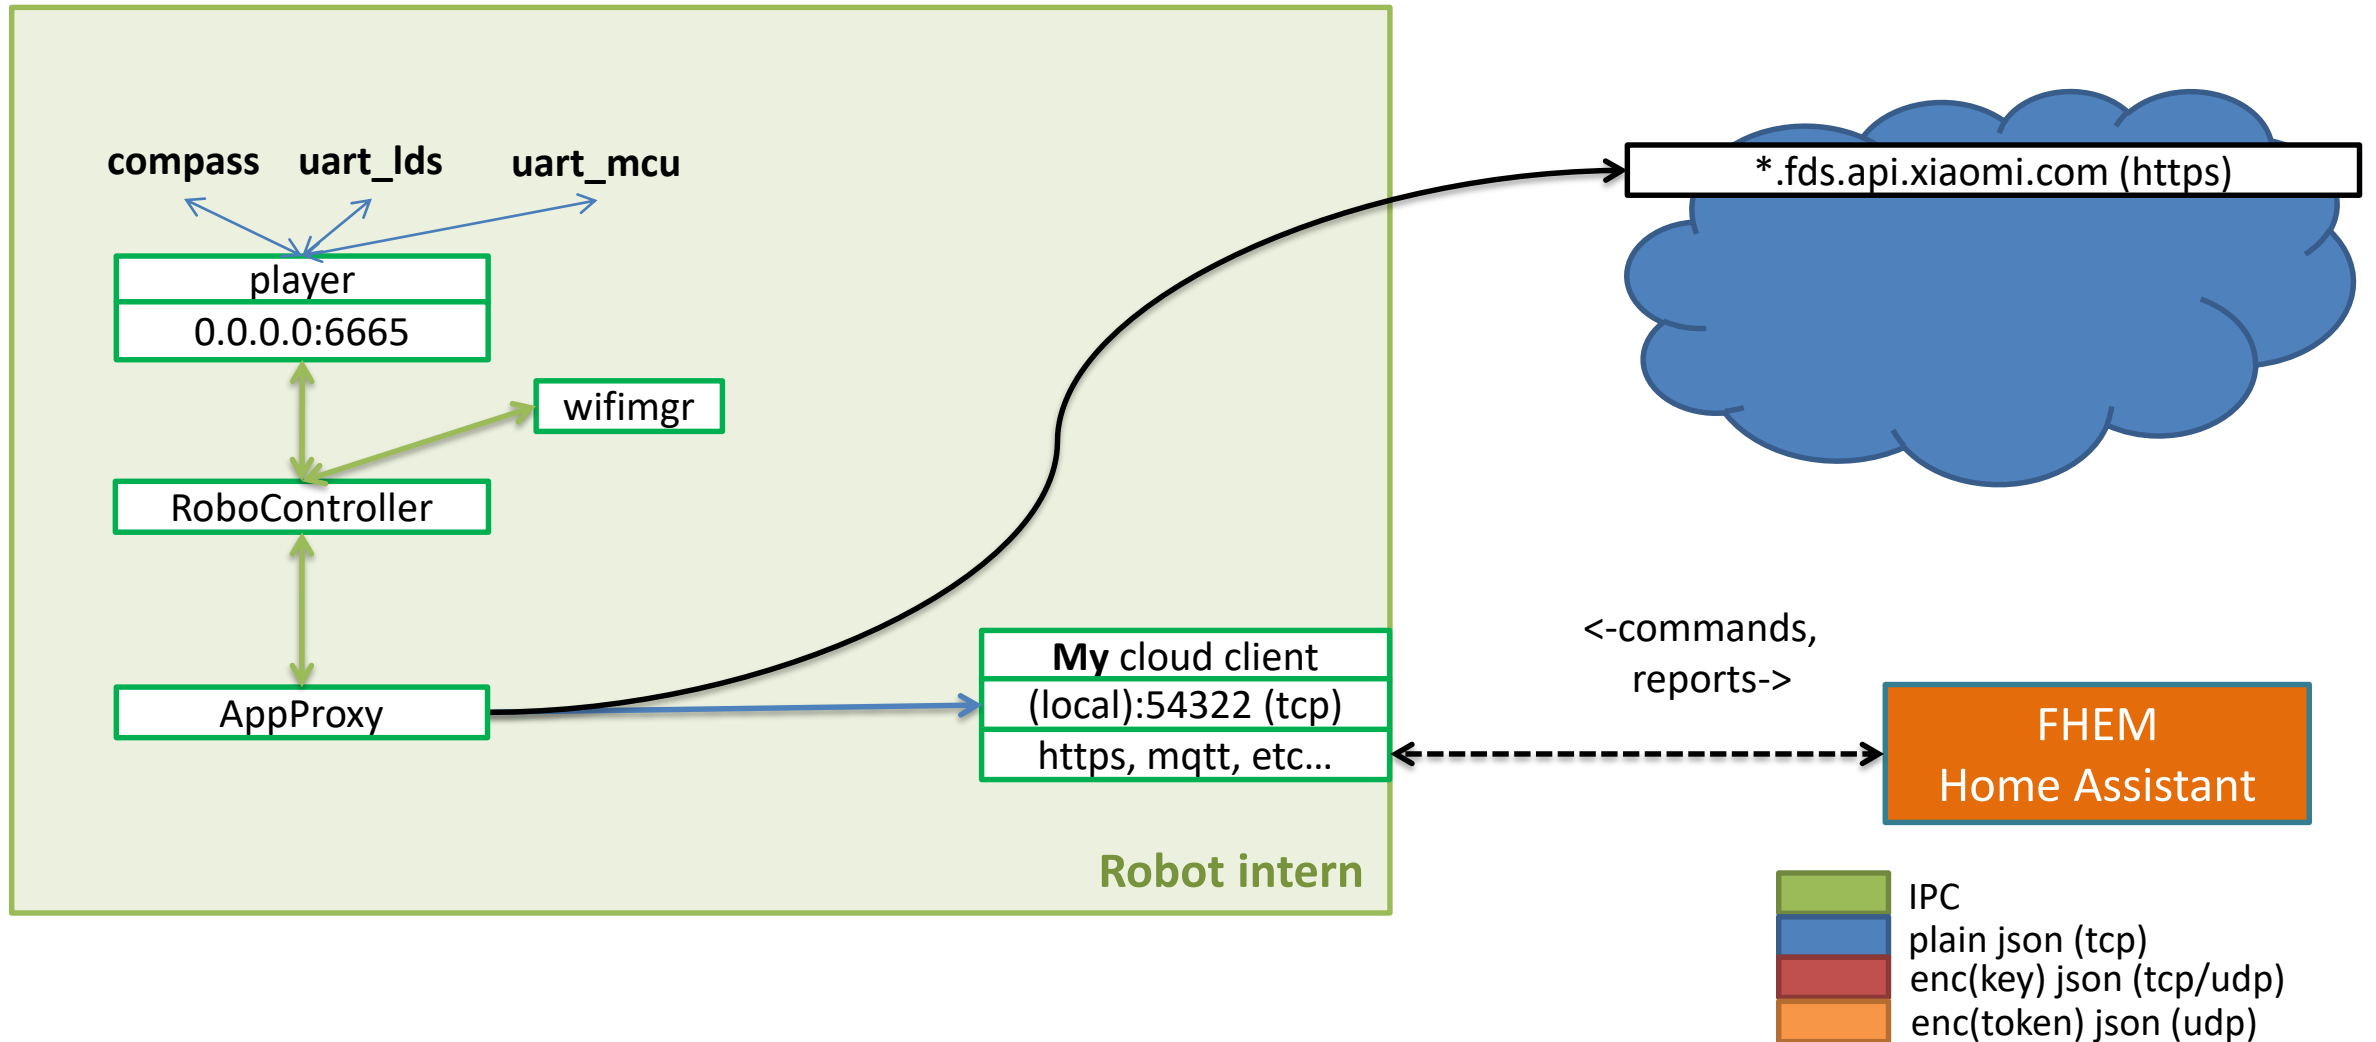 compass uart_lds uart_mcu
*.fds.api.xiaomi.com (https)
player
0.0.0.0:6665
wifimgr
RoboController
AppProxy
My cloud client
(local):54322 (tcp)
https, mqtt, etc...
<-commands,
reports->
FHEM
Home Assistant
Robot intern
IPC
plain json (tcp)
enc(key) json (tcp/udp)
enc(token) json (udp)